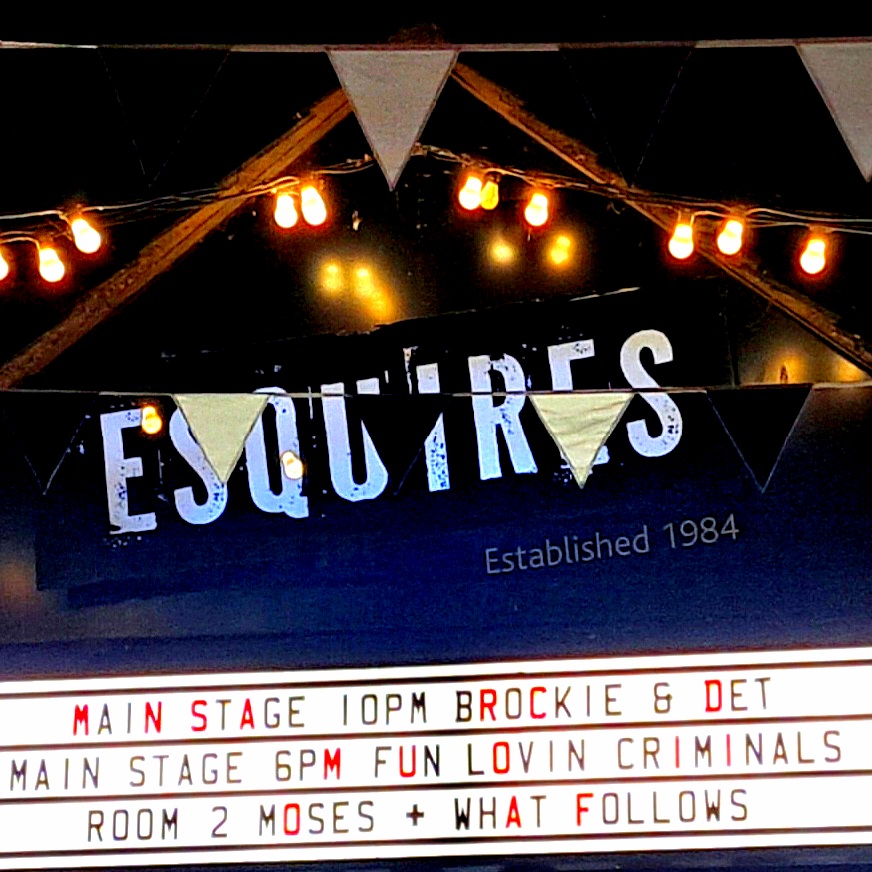 ESQUIRES
Established 1984
MAIN STAGE 10PM BROCKIE & DET
MAIN STAGE 6PM FUN LOVIN CRIMINALS
ROOM 2 MOSES + WHAT FOLLOWS